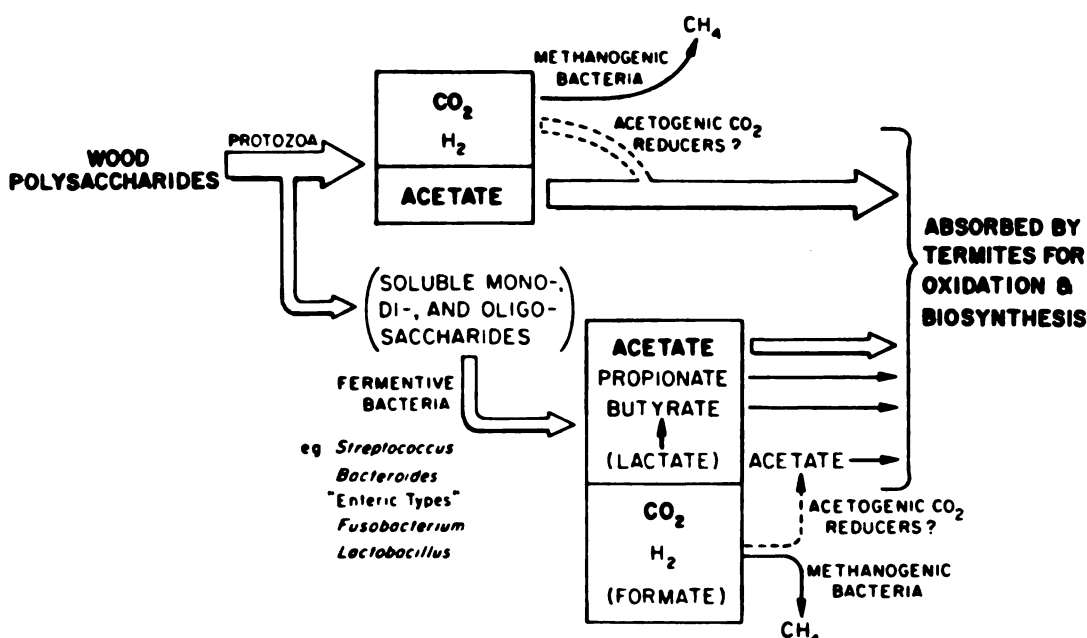 CH4
METHANOGENIC
BACTERIA
CO2
H2
ACETOGENIC CO2
REDUCERS?
PROTOZOA
WOOD
POLYSACCHARIDES
ACETATE
ABSORBED BY
TERMITES FOR
OXIDATION &
BIOSYNTHESIS
(SOLUBLE MONO-,
DI-, AND OLIGO-
SACCHARIDES)
FERMENTIVE
BACTERIA
eg Streptococcus
Bacteroides
"Enteric Types"
Fusobacterium
Lactobacillus
ACETATE
PROPIONATE
BUTYRATE
(LACTATE)
ACETATE
CO2
H2
(FORMATE)
ACETOGENIC CO2
REDUCERS?
METHANOGENIC
BACTERIA
CH4